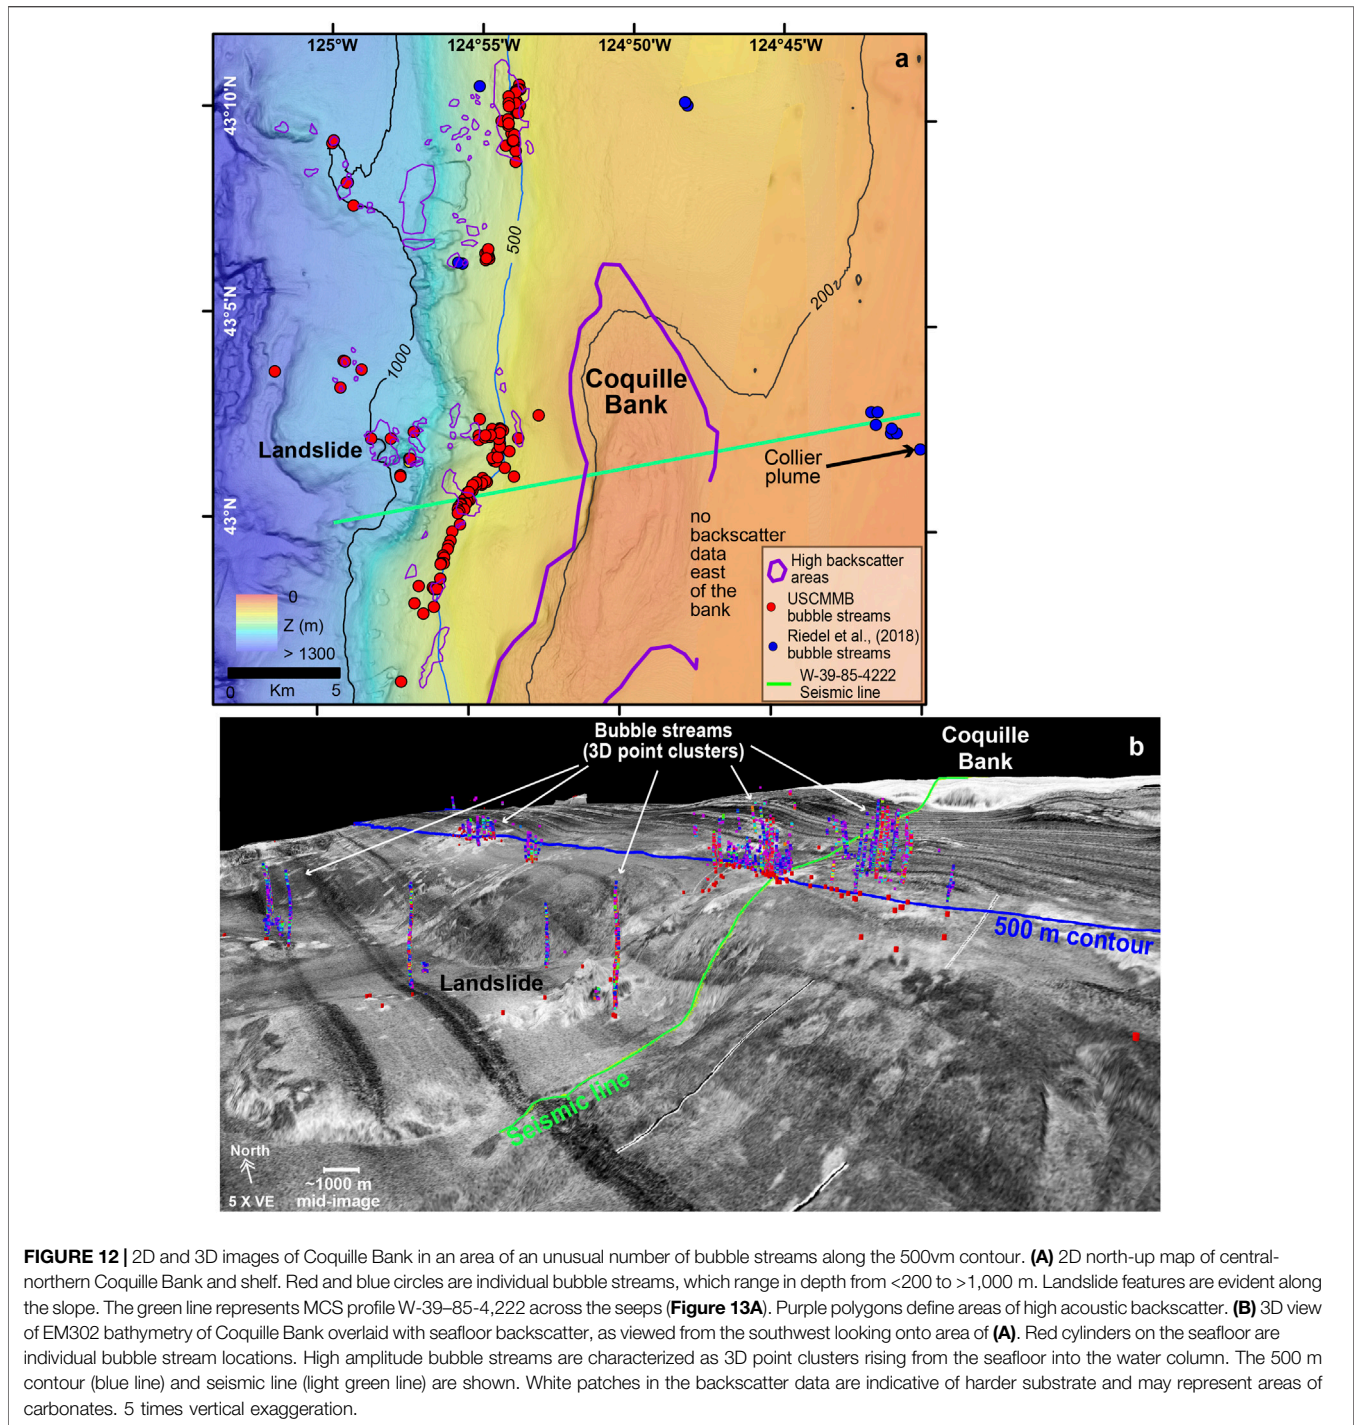 125°W
124°55'W
124°50'W
124°45'W
a
43°10'N
43°5'N
43°N
500
200
1000
Coquille
Bank
Landslide
Collier
plume
no
backscatter
data
east
of the
bank
0
Z (m)
> 1300
0 Km 5
High backscatter
areas
USCMMB
bubble streams
Riedel et al., (2018)
bubble streams
W-39-85-4222
Seismic line
Bubble streams
(3D point clusters)
Coquille
Bank
b
500 m contour
Landslide
Seismic line
North
5 X VE
~1000 m
mid-image
FIGURE 12 | 2D and 3D images of Coquille Bank in an area of an unusual number of bubble streams along the 500vm contour. (A) 2D north-up map of central-
northern Coquille Bank and shelf. Red and blue circles are individual bubble streams, which range in depth from <200 to >1,000 m. Landslide features are evident along
the slope. The green line represents MCS profile W-39–85-4,222 across the seeps (Figure 13A). Purple polygons define areas of high acoustic backscatter. (B) 3D view
of EM302 bathymetry of Coquille Bank overlaid with seafloor backscatter, as viewed from the southwest looking onto area of (A). Red cylinders on the seafloor are
individual bubble stream locations. High amplitude bubble streams are characterized as 3D point clusters rising from the seafloor into the water column. The 500 m
contour (blue line) and seismic line (light green line) are shown. White patches in the backscatter data are indicative of harder substrate and may represent areas of
carbonates. 5 times vertical exaggeration.